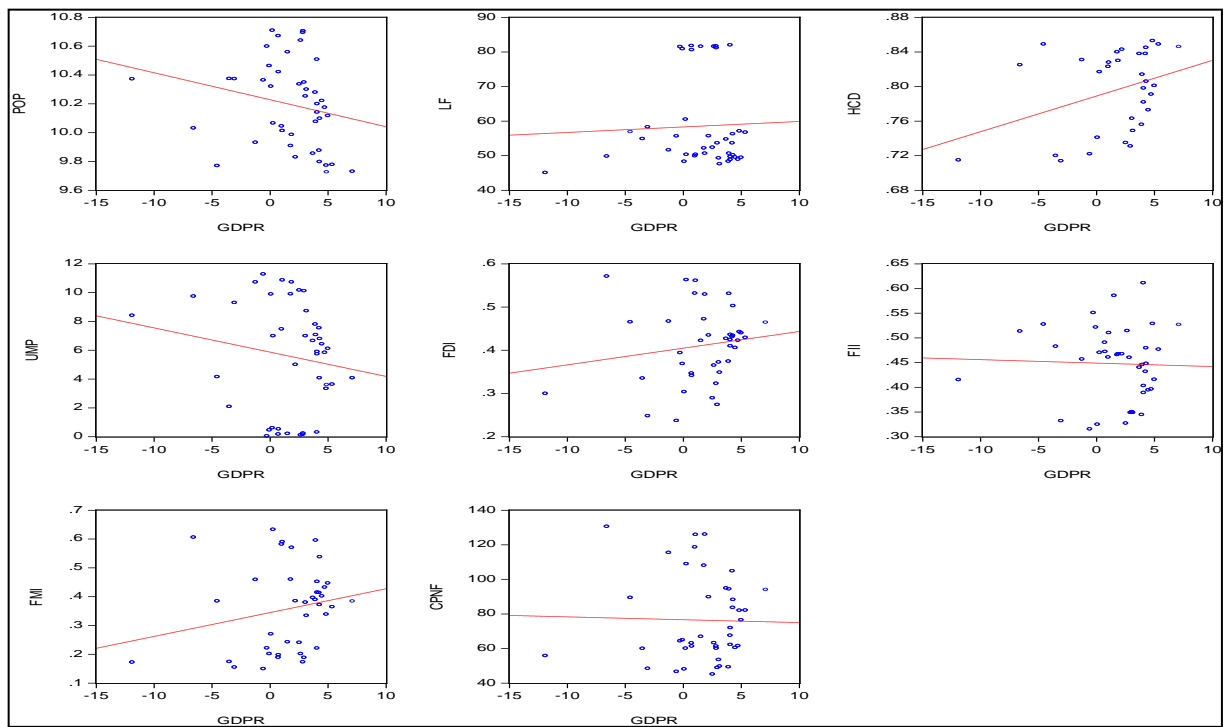 10.8
10.6
10.4
10.2
10.0
9.8
9.6
POP
-15 -10 -5 0 5 10
GDPR
90
80
70
60
50
40
LF
-15 -10 -5 0 5 10
GDPR
.88
.84
.80
.76
.72
.68
HCD
-15 -10 -5 0 5 10
GDPR
12
10
8
6
4
2
0
UMP
-15 -10 -5 0 5 10
GDPR
.6
.5
.4
.3
.2
FDI
-15 -10 -5 0 5 10
GDPR
.65
.60
.55
.50
.45
.40
.35
.30
FII
-15 -10 -5 0 5 10
GDPR
.7
.6
.5
.4
.3
.2
.1
FMI
-15 -10 -5 0 5 10
GDPR
140
120
100
80
60
40
CPNF
-15 -10 -5 0 5 10
GDPR